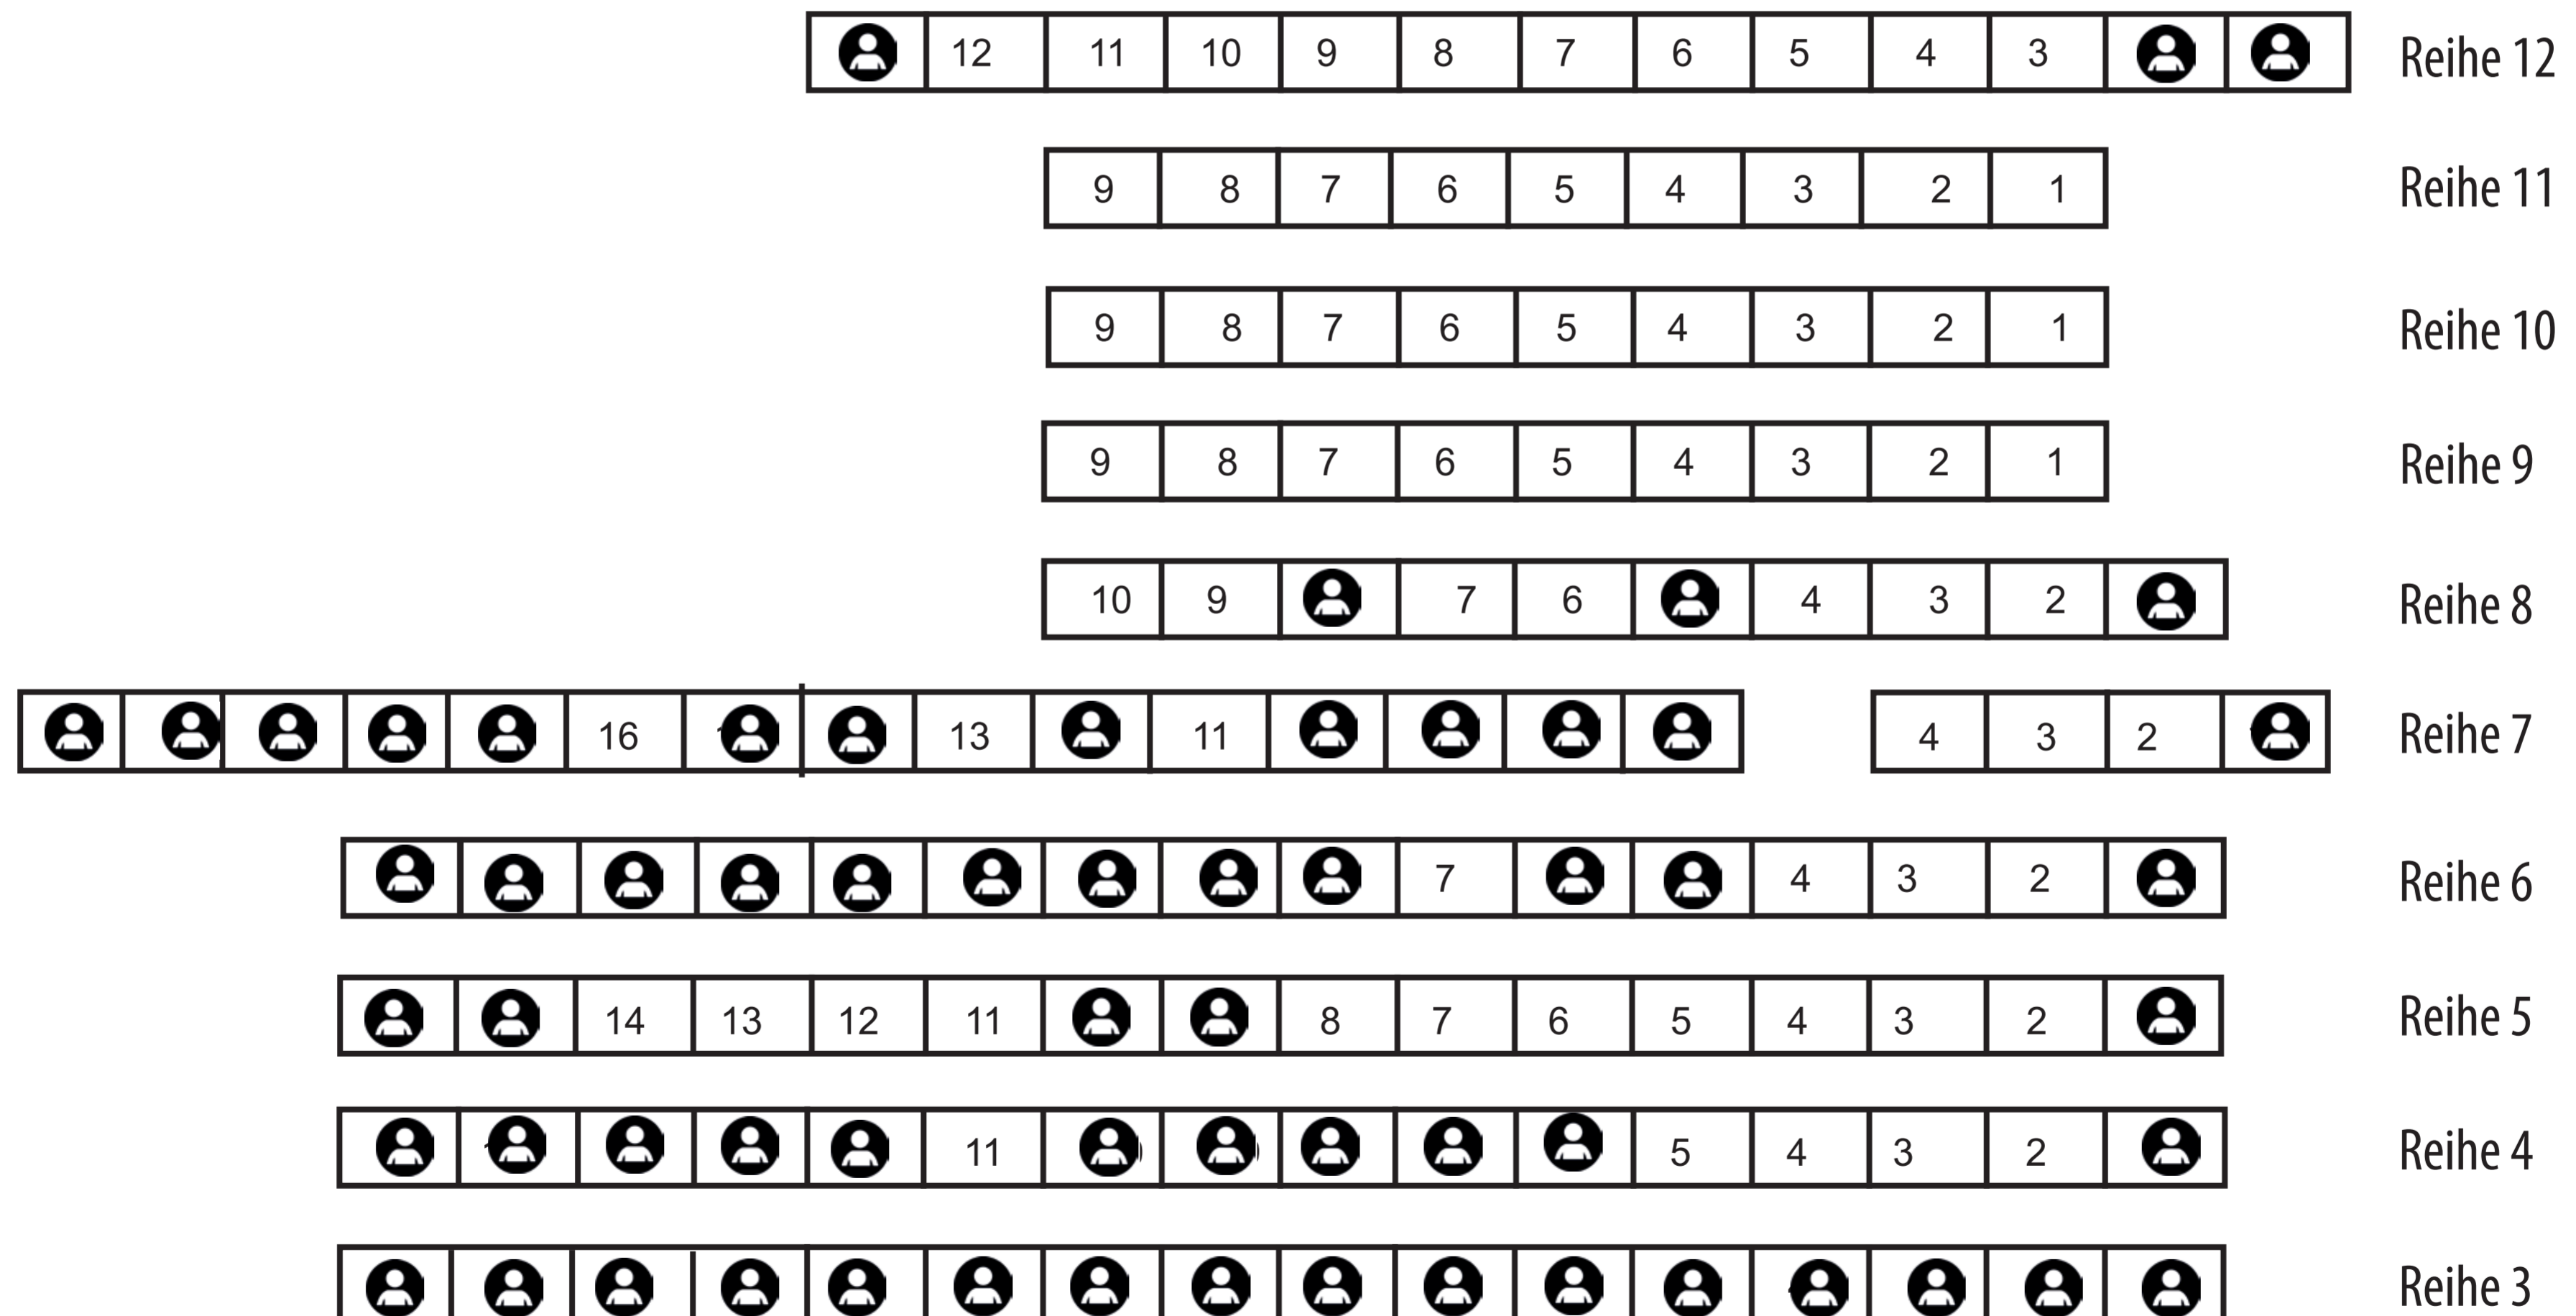 12 11 10 9 8 7 6 5 4 3 Reihe 12
9 8 7 6 5 4 3 2 1 Reihe 11
9 8 7 6 5 4 3 2 1 Reihe 10
9 8 7 6 5 4 3 2 1 Reihe 9
10 9 7 6 4 3 2 Reihe 8
16 13 11 4 3 2 Reihe 7
7 4 3 2 Reihe 6
14 13 12 11 8 7 6 5 4 3 2 Reihe 5
11 5 4 3 2 Reihe 4
Reihe 3